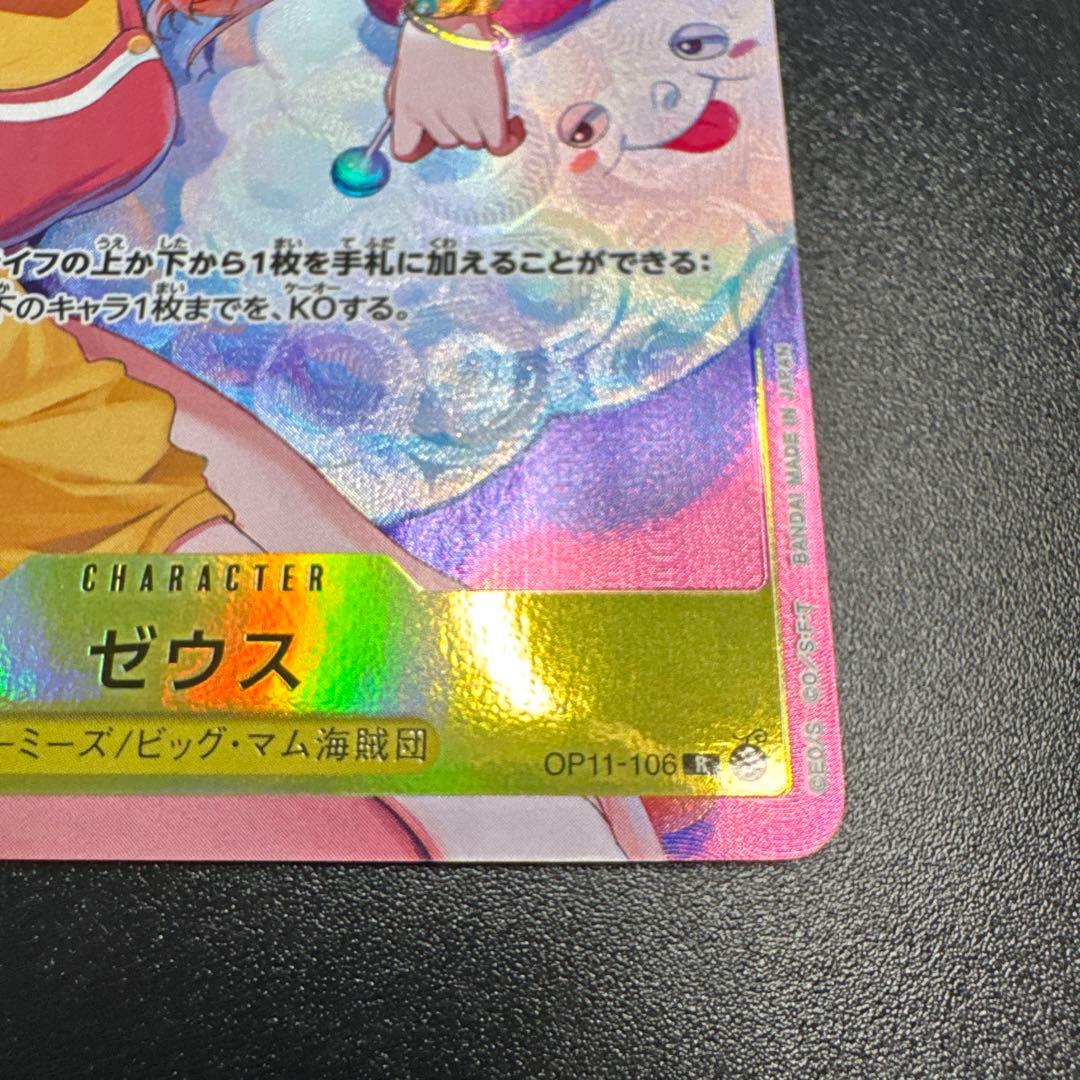 イフの上か下から1枚を手札に加えることができる:
下のキャラ1枚までを、KOする。
CHARACTER
ゼウス
ーミーズ/ビッグ・マム海賊団
OP11-106 R
©EO/S CO/S・F・T BANDAI MADE IN JAPAN